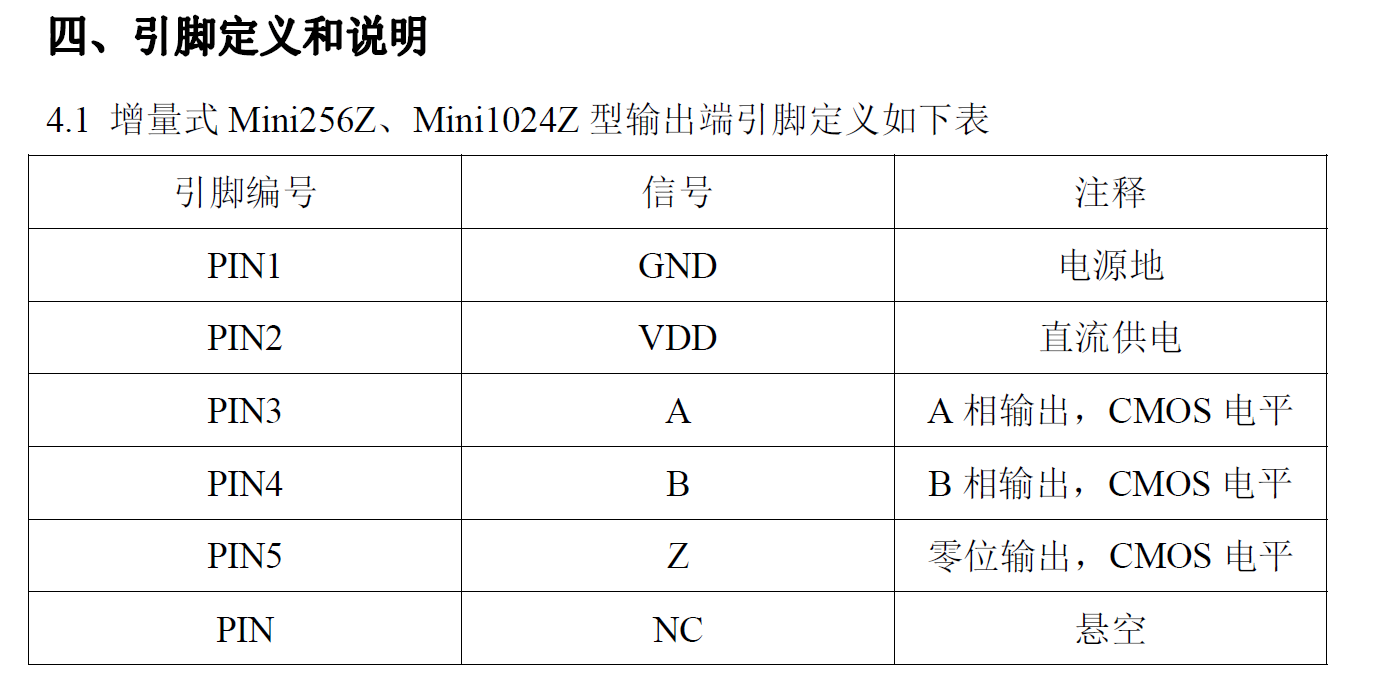 四、引脚定义和说明
4.1 增量式 Mini256Z、Mini1024Z 型输出端引脚定义如下表
引脚编号 信号 注释
PIN1 GND 电源地
PIN2 VDD 直流供电
PIN3 A A 相输出，CMOS 电平
PIN4 B B 相输出，CMOS 电平
PIN5 Z 零位输出，CMOS 电平
PIN NC 悬空